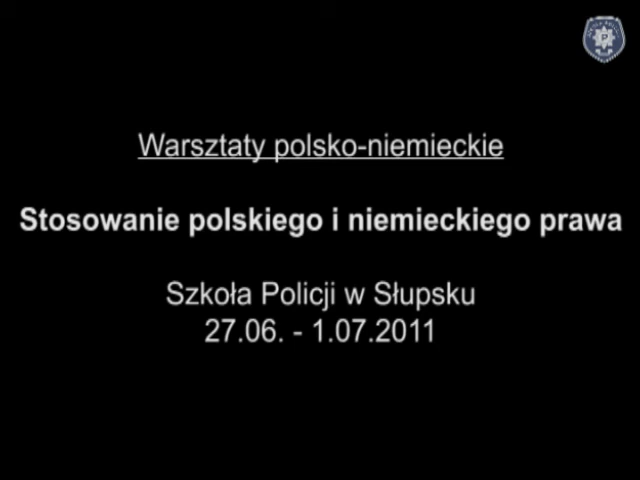 Warsztaty polsko-niemieckie
Stosowanie polskiego i niemieckiego prawa
Szkoła Policji w Słupsku
27.06. - 1.07.2011